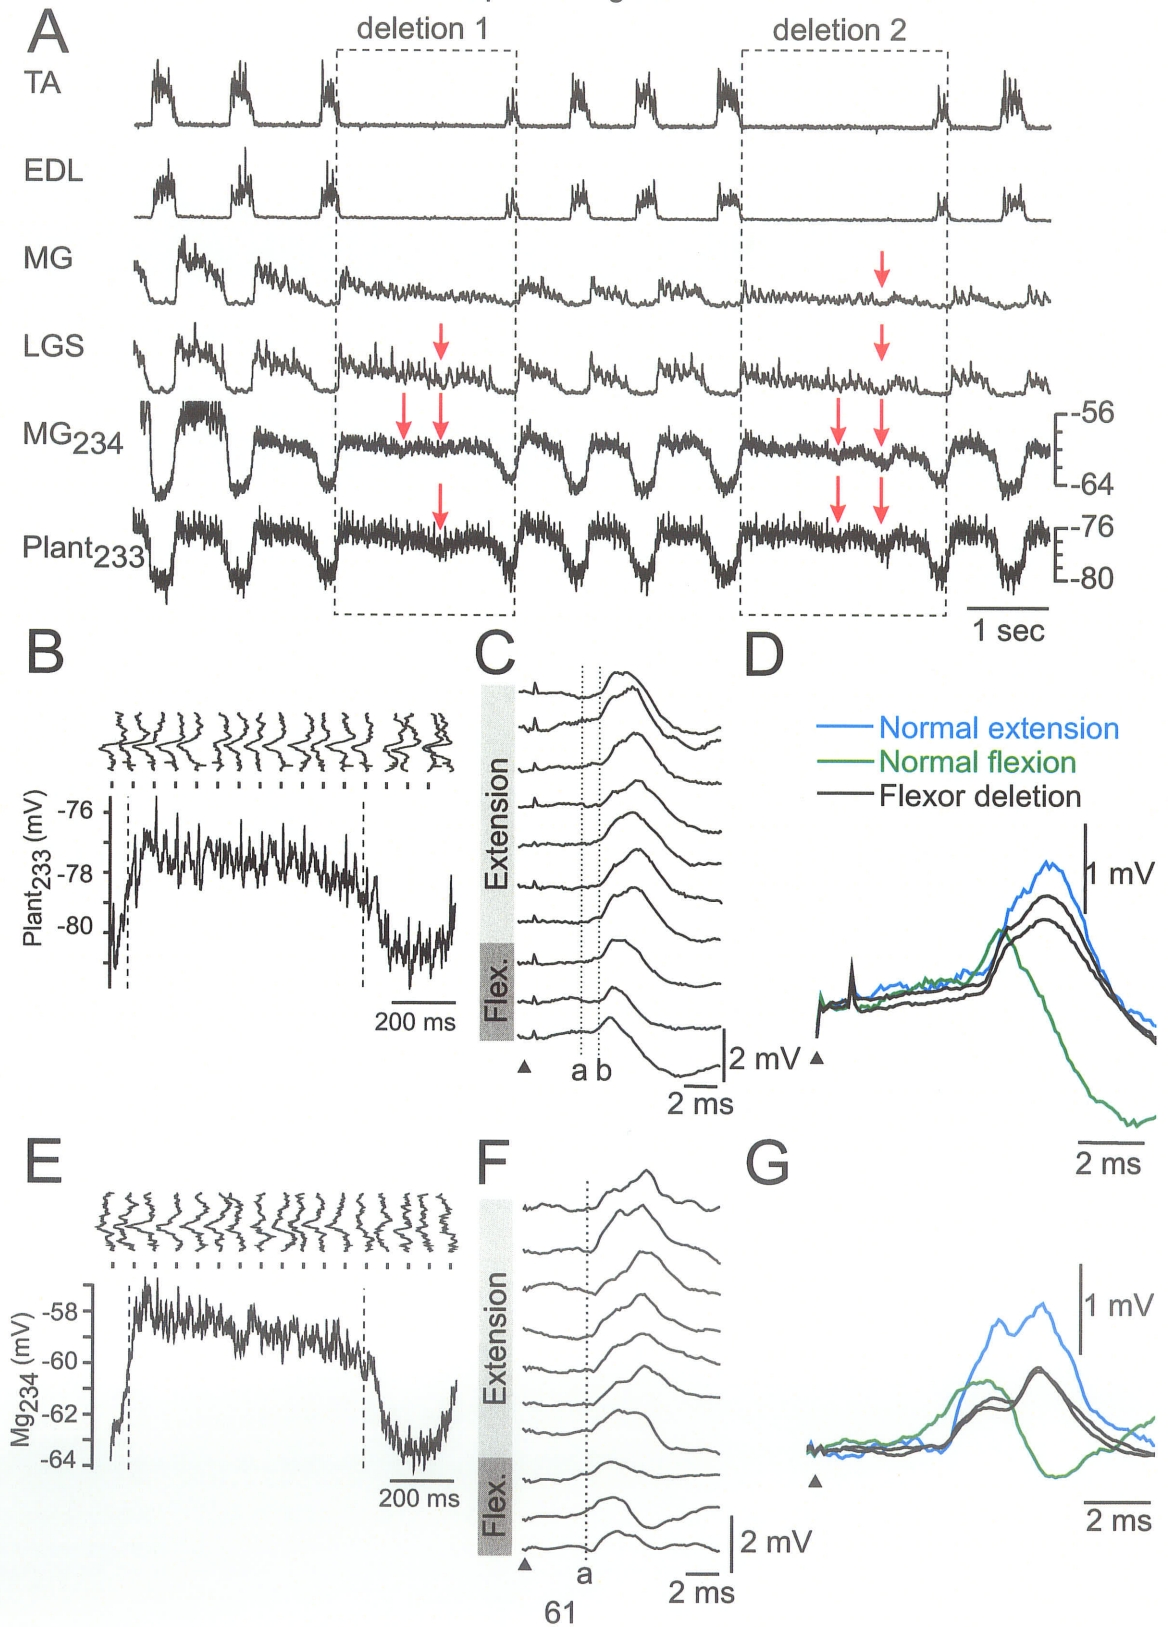 A
deletion 1
deletion 2
TA
EDL
MG
LGS
MG234
-56
-64
Plant233
-76
-80
1 sec
B
C
D
Normal extension
Normal flexion
Flexor deletion
1 mV
Plant233 (mV)
-76
-78
-80
200 ms
Extension
Flex.
a b
2 mV
2 ms
2 ms
E
F
G
Mg234 (mV)
-58
-60
-62
-64
200 ms
Extension
Flex.
a
2 mV
2 ms
1 mV
2 ms
61